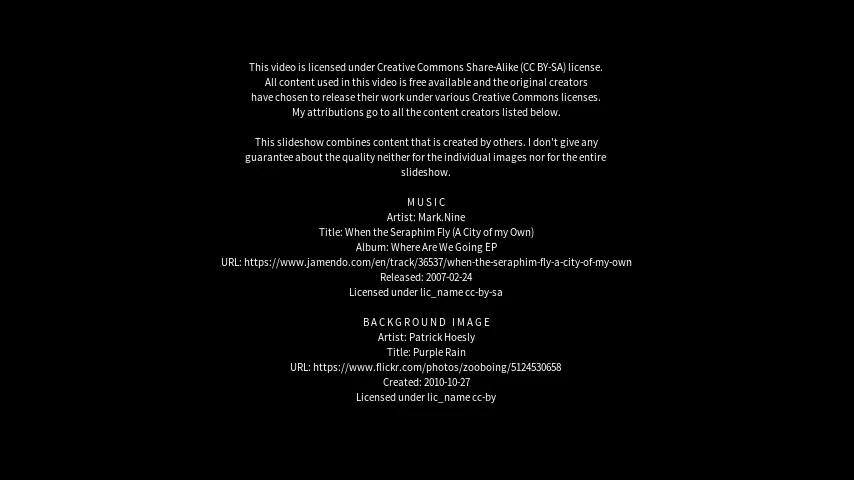 This video is licensed under Creative Commons Share-Alike (CC BY-SA) license.
All content used in this video is free available and the original creators
have chosen to release their work under various Creative Commons licenses.
My attributions go to all the content creators listed below.
This slideshow combines content that is created by others. I don't give any
guarantee about the quality neither for the individual images nor for the entire
slideshow.
MUSIC
Artist: Mark.Nine
Title: When the Seraphim Fly (A City of my Own)
Album: Where Are We Going EP
URL: https://www.jamendo.com/en/track/36537/when-the-seraphim-fly-a-city-of-my-own
Released: 2007-02-24
Licensed under lic_name cc-by-sa
BACKGROUND IMAGE
Artist: Patrick Hoesly
Title: Purple Rain
URL: https://www.flickr.com/photos/zooboing/5124530658
Created: 2010-10-27
Licensed under lic_name cc-by